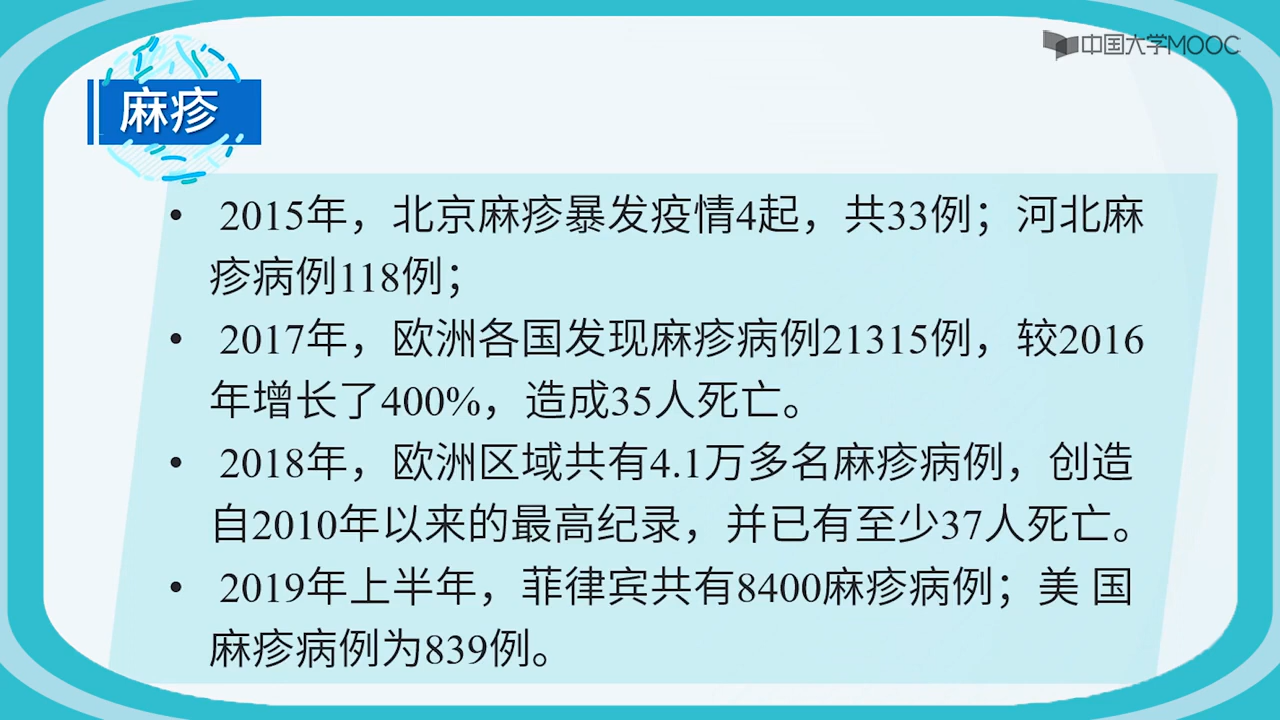 中国大学MOOC
麻疹
• 2015年，北京麻疹暴发疫情4起，共33例；河北麻
疹病例118例；
• 2017年，欧洲各国发现麻疹病例21315例，较2016
年增长了400%，造成35人死亡。
• 2018年，欧洲区域共有4.1万多名麻疹病例，创造
自2010年以来的最高纪录，并已有至少37人死亡。
• 2019年上半年，菲律宾共有8400麻疹病例；美 国
麻疹病例为839例。